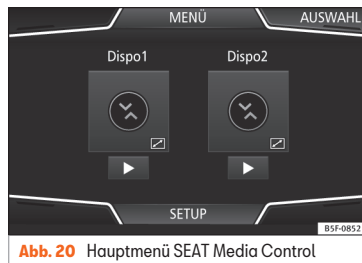 MENÜ AUSWAHL
Dispo1 Dispo2
SETUP
B5F-0852
Abb. 20 Hauptmenü SEAT Media Control